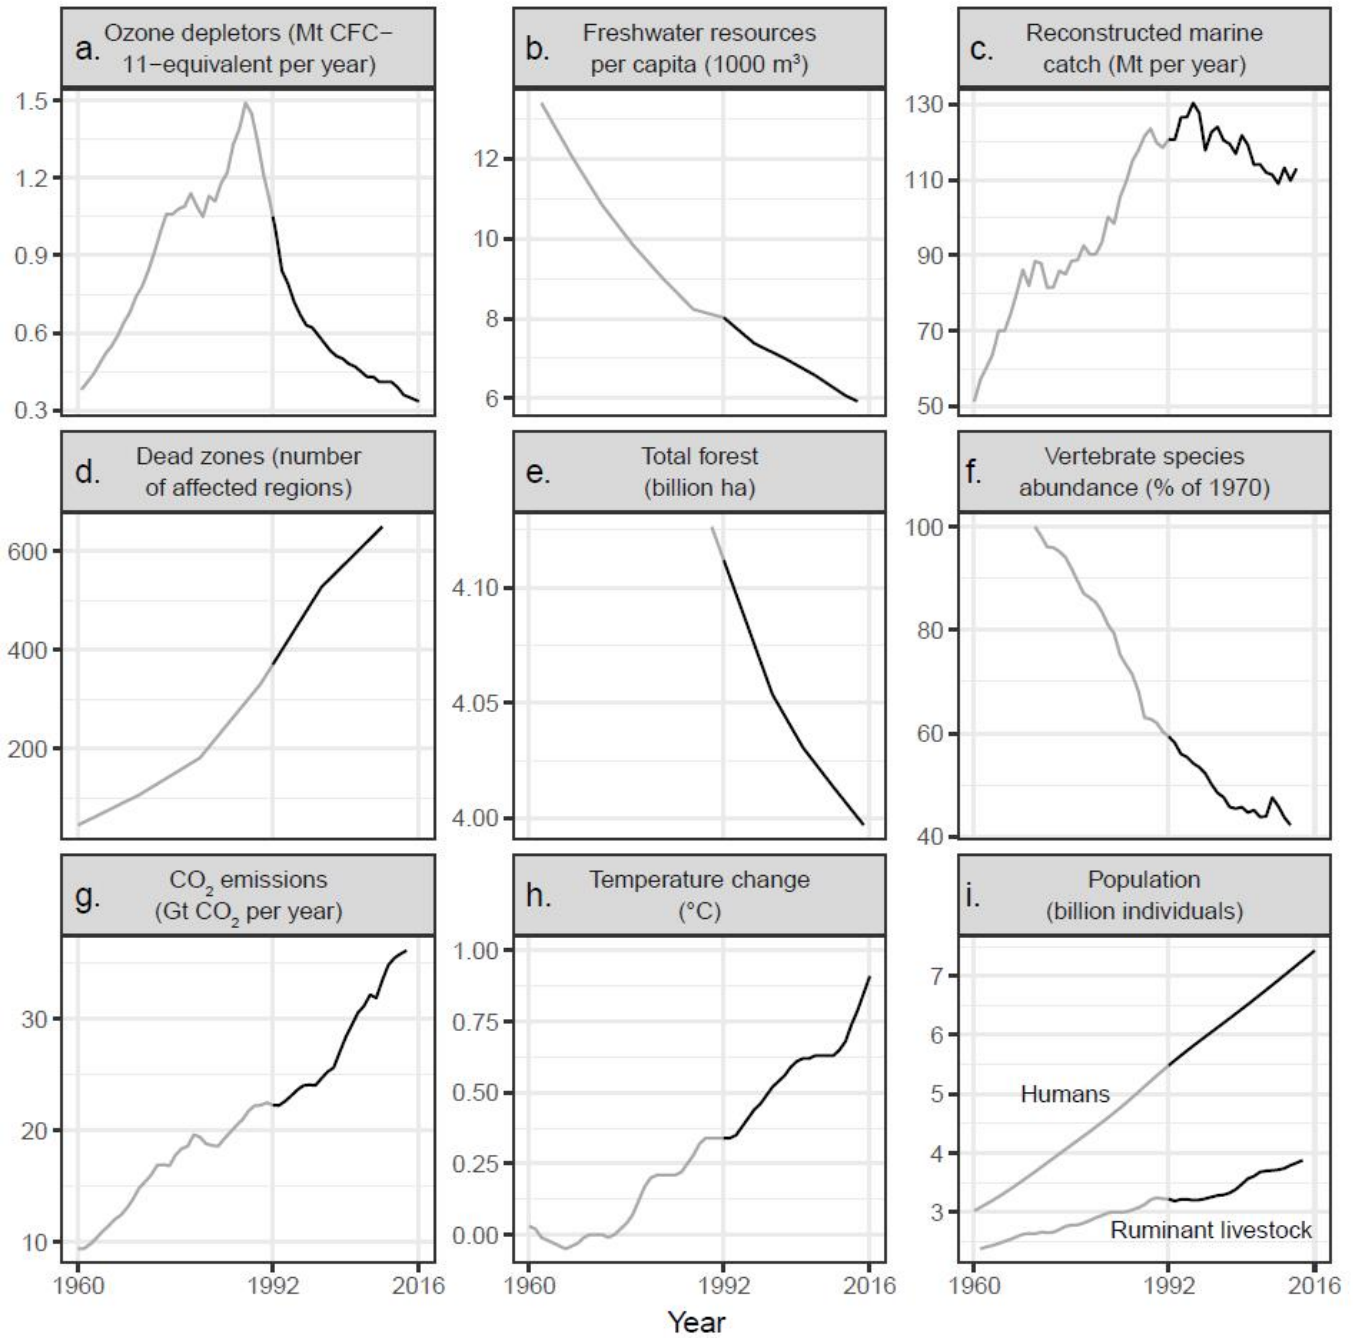 a.
Ozone depletors (Mt CFC−
11−equivalent per year)
1.5
1.2
0.9
0.6
0.3
b.
Freshwater resources
per capita (1000 m³)
12
10
8
6
c.
Reconstructed marine
catch (Mt per year)
130
110
90
70
50
d.
Dead zones (number
of affected regions)
600
400
200
e.
Total forest
(billion ha)
4.10
4.05
4.00
f.
Vertebrate species
abundance (% of 1970)
100
80
60
40
g.
CO₂ emissions
(Gt CO₂ per year)
30
20
10
1960 1992 2016
h.
Temperature change
(°C)
1.00
0.75
0.50
0.25
0.00
1960 1992 2016
i.
Population
(billion individuals)
7
6
5
4
3
Humans
Ruminant livestock
1960 1992 2016
Year